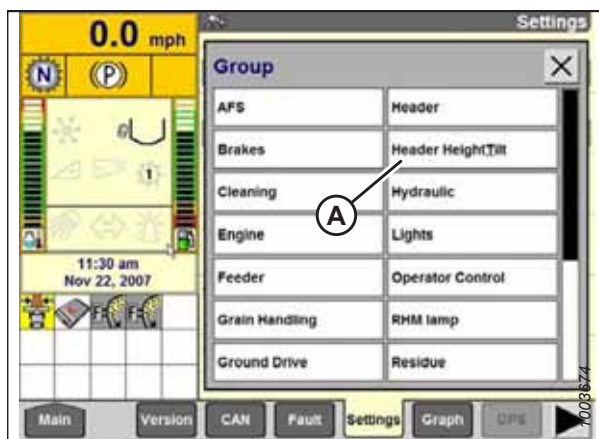 0.0 mph
Settings
N
(P)
1
11:30 am
Nov 22, 2007
F
F
Group
X
AFS
Header
Brakes
Header Height/Tilt
Cleaning
Hydraulic
A
Engine
Lights
Feeder
Operator Control
Grain Handling
RHM lamp
Ground Drive
Residue
Main
Version
CAN
Fault
Settings
Graph
GPS
1003674